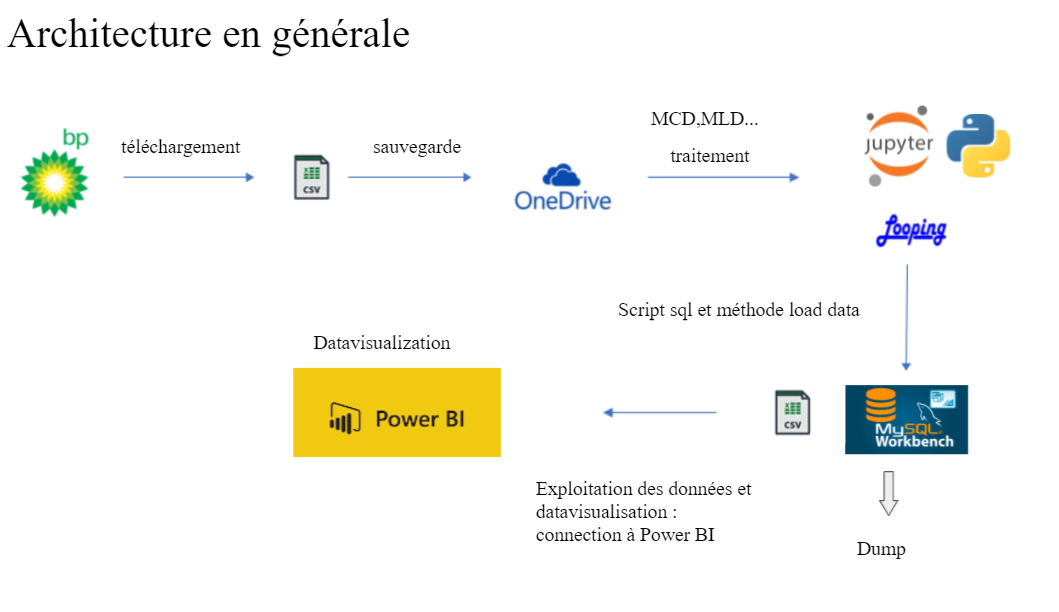 Architecture en générale
bp
téléchargement
CSV
sauvegarde
OneDrive
MCD,MLD...
traitement
jupyter
Looping
Script sql et méthode load data
Datavisualization
Power BI
CSV
MySQL
Workbench
Exploitation des données et
datavisualisation :
connection à Power BI
Dump